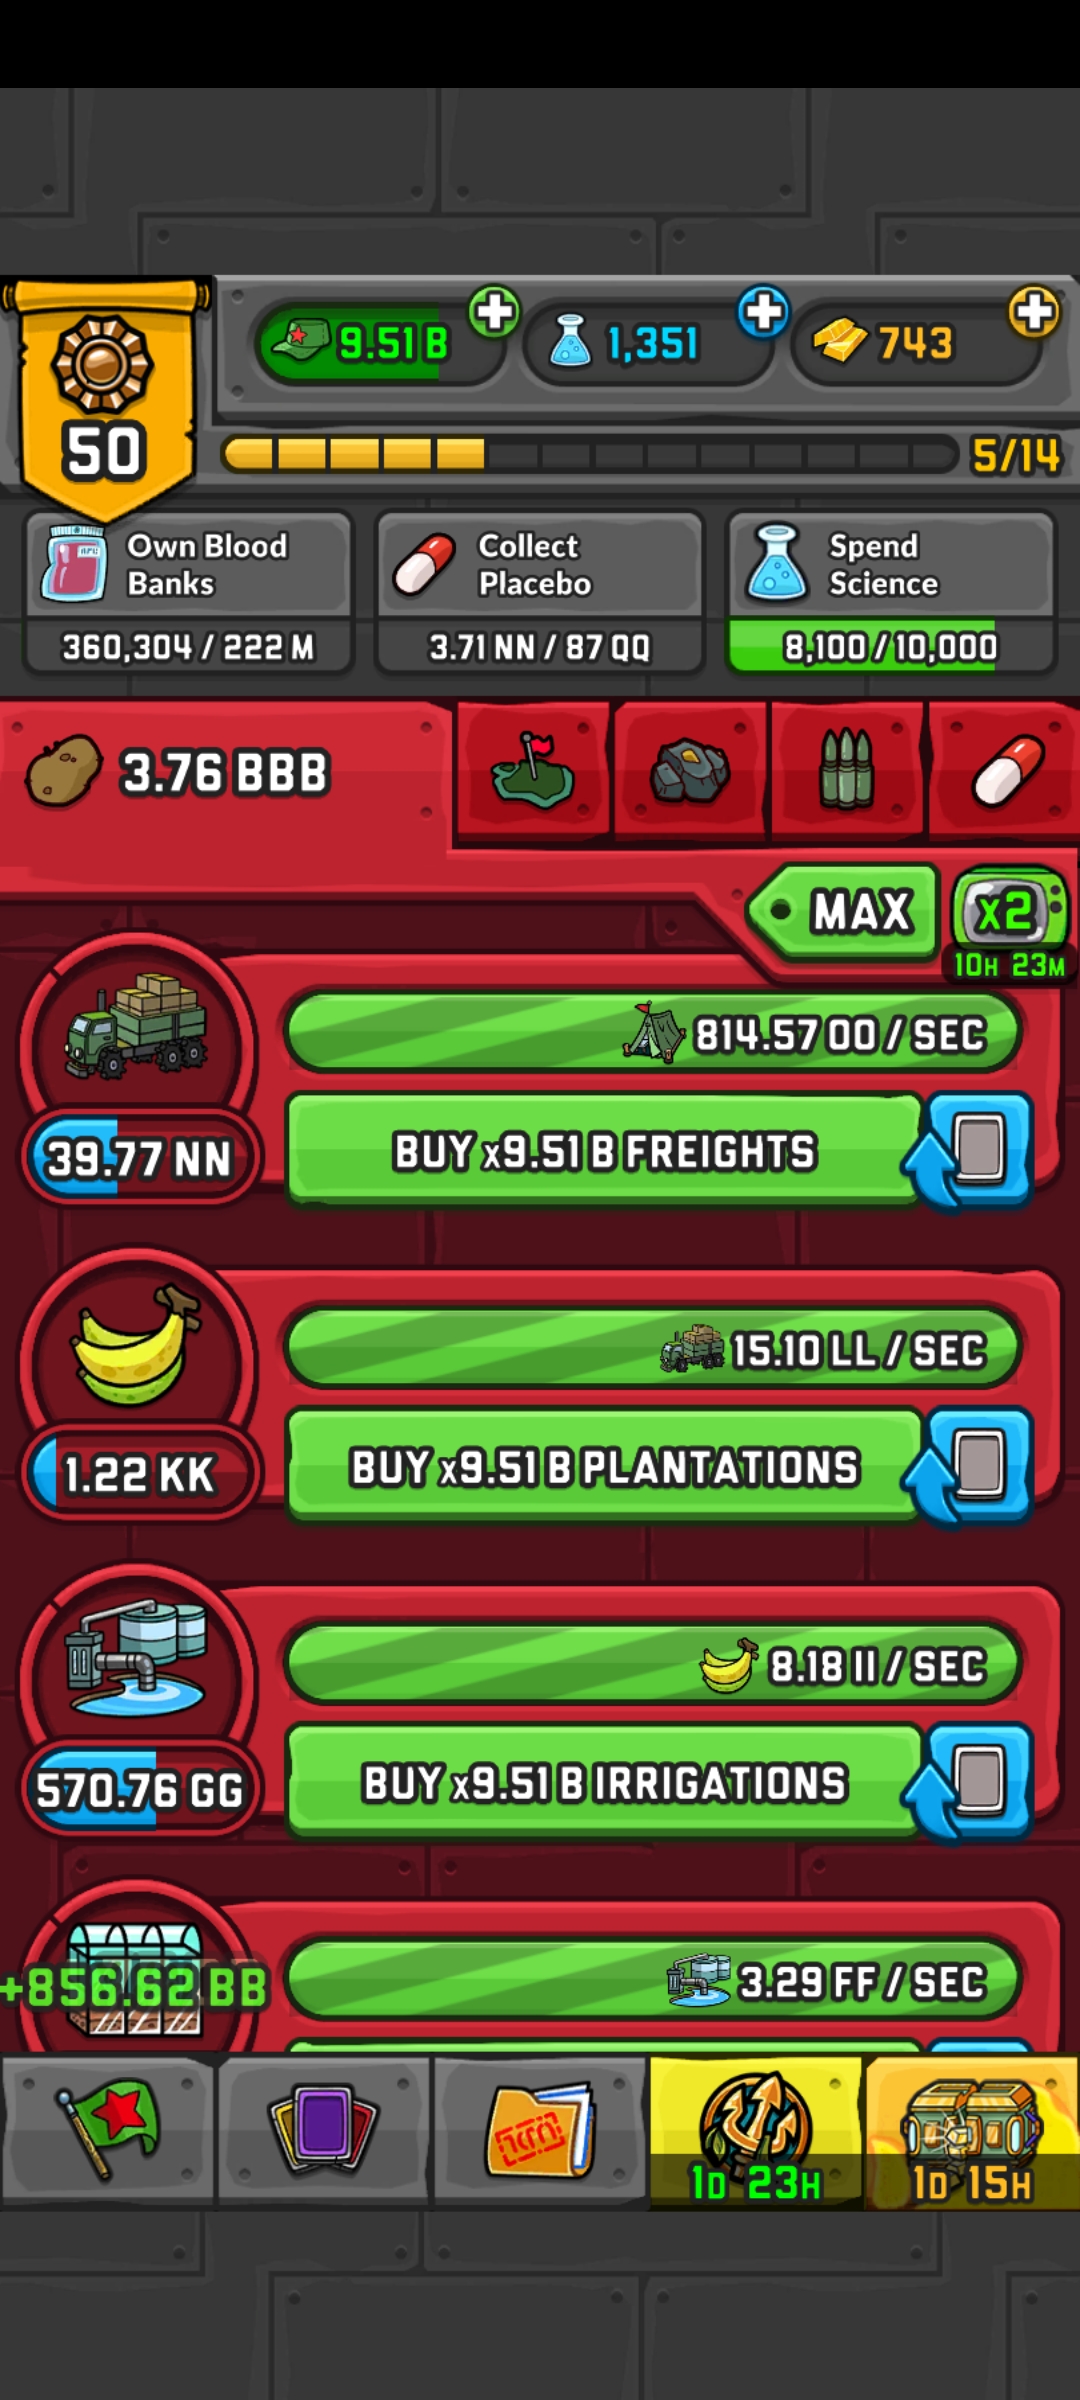 9.51 B
1,351
743
50
5/14
Own Blood
Banks
360,304 / 222 M
Collect
Placebo
3.71 NN / 87 QQ
Spend
Science
8,100 / 10,000
3.76 BBB
MAX
x2
10H 23M
814.57 OO / SEC
39.77 NN
BUY x9.51 B FREIGHTS
15.10 LL / SEC
1.22 KK
BUY x9.51 B PLANTATIONS
8.18 II / SEC
570.76 GG
BUY x9.51 B IRRIGATIONS
+856.62 BB
3.29 FF / SEC
1D 23H
1D 15H